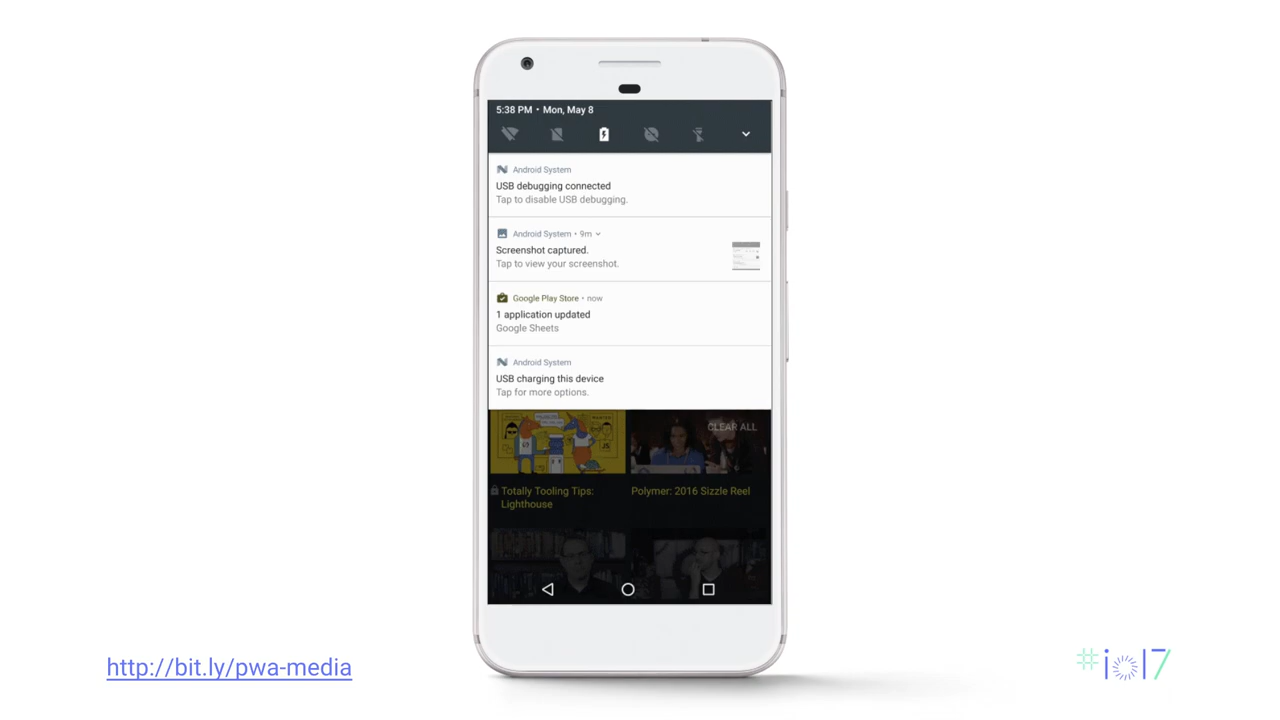 5:38 PM • Mon, May 8
Android System
USB debugging connected
Tap to disable USB debugging.
Android System • 9m
Screenshot captured.
Tap to view your screenshot.
Google Play Store • now
1 application updated
Google Sheets
Android System
USB charging this device
Tap for more options.
CLEAR ALL
JS
Totally Tooling Tips:
Lighthouse
Polymer: 2016 Sizzle Reel
http://bit.ly/pwa-media
#io17